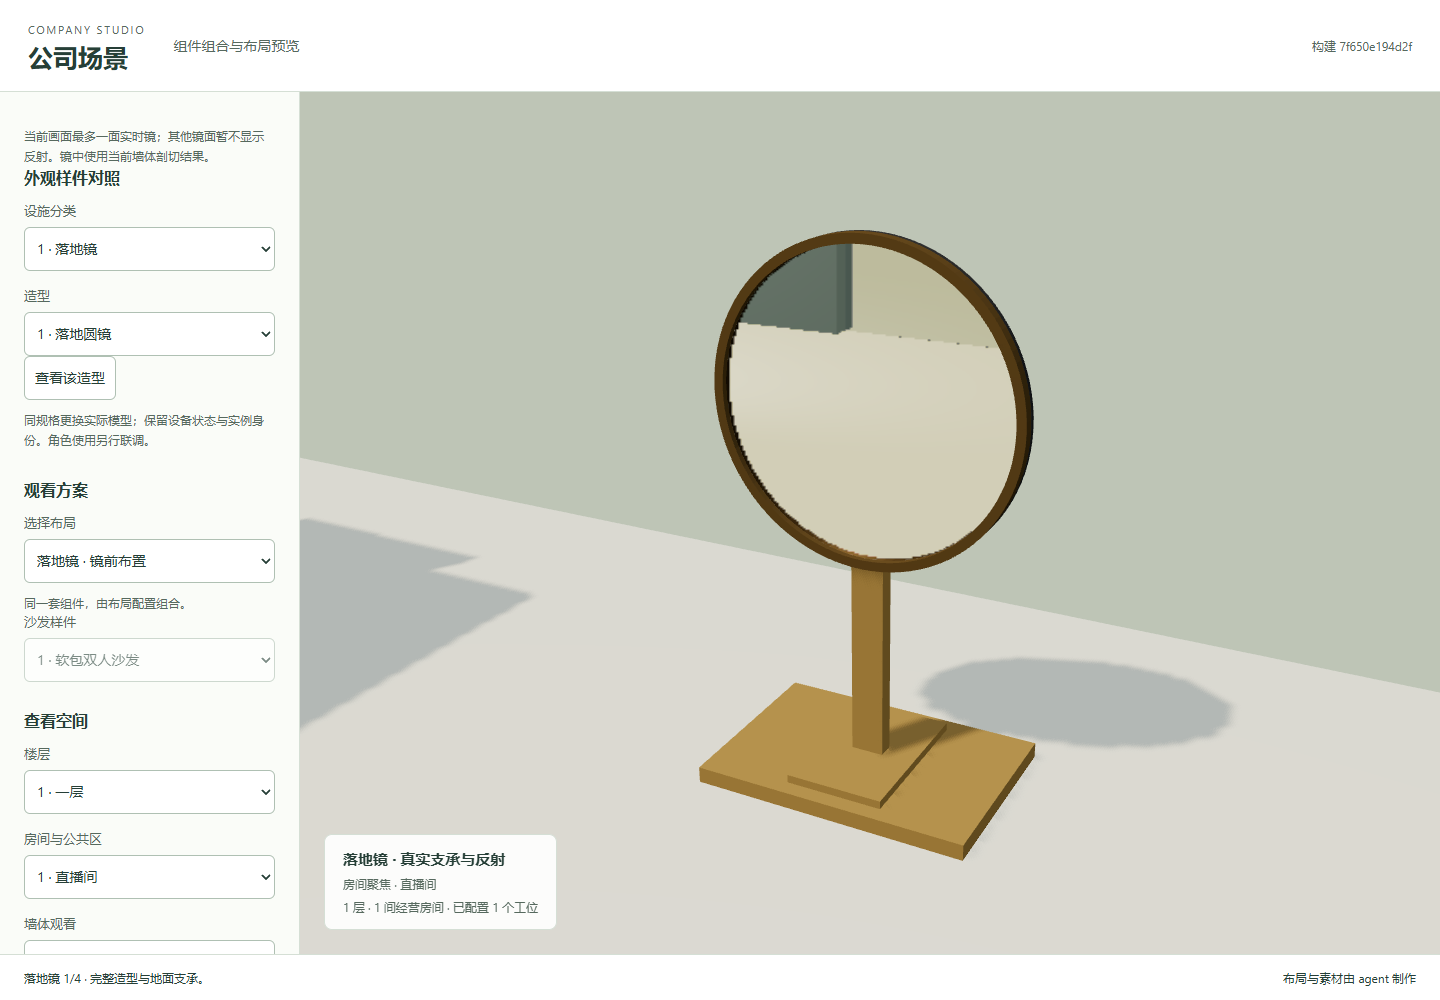 COMPANY STUDIO
公司场景
组件组合与布局预览
构建 7f650e194d2f
当前画面最多一面实时镜；其他镜面暂不显示
反射。镜中使用当前墙体剖切结果。
外观样件对照
设施分类
1 · 落地镜
造型
1 · 落地圆镜
查看该造型
同规格更换实际模型；保留设备状态与实例身
份。角色使用另行联调。
观看方案
选择布局
落地镜 · 镜前布置
同一套组件，由布局配置组合。
沙发样件
1 · 软包双人沙发
查看空间
楼层
1 · 一层
房间与公共区
1 · 直播间
墙体观看
落地镜 · 真实支承与反射
房间聚焦 · 直播间
1 层 · 1 间经营房间 · 已配置 1 个工位
落地镜 1/4 · 完整造型与地面支承。
布局与素材由 agent 制作